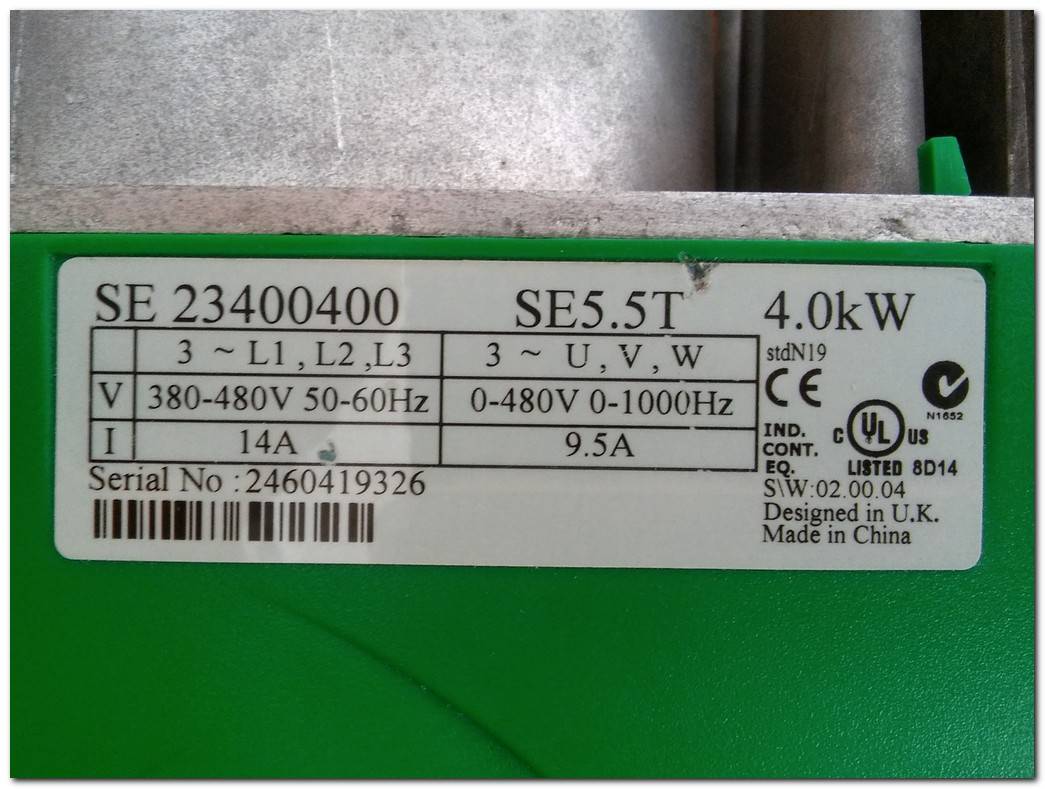 SE 23400400 SE5.5T 4.0kW
3 ~ L1 , L2 ,L3 3 ~ U , V , W
V 380-480V 50-60Hz 0-480V 0-1000Hz
I 14A 9.5A
Serial No :2460419326
stdN19
CE
N1652
IND.
CONT.
EQ.
C UL US
LISTED 8D14
S\W:02.00.04
Designed in U.K.
Made in China